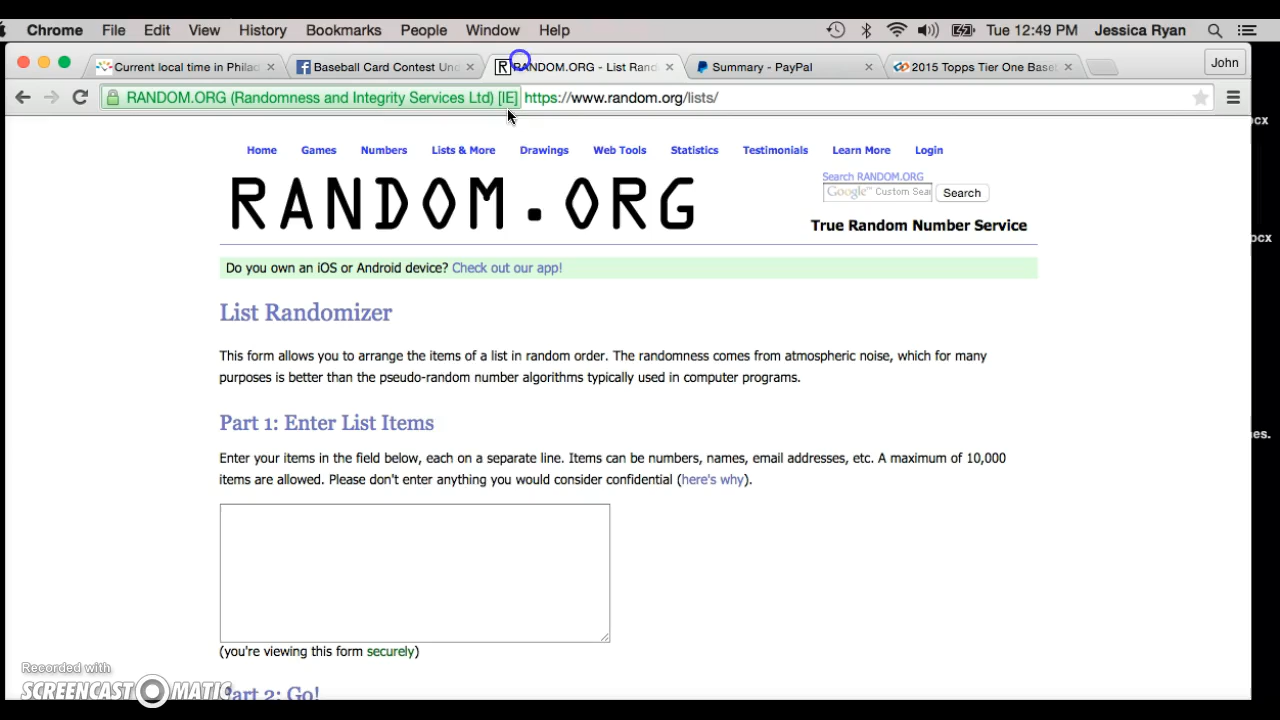 Chrome File Edit View History Bookmarks People Window Help Tue 12:49 PM Jessica Ryan
Current local time in Philad Baseball Card Contest Und RANDOM.ORG - List Rand Summary - PayPal 2015 Topps Tier One Baseb John
RANDOM.ORG (Randomness and Integrity Services Ltd) [IE] https://www.random.org/lists/
Home Games Numbers Lists & More Drawings Web Tools Statistics Testimonials Learn More Login
RANDOM.ORG
Search RANDOM.ORG
Google™ Custom Sear Search
True Random Number Service
Do you own an iOS or Android device? Check out our app!
List Randomizer
This form allows you to arrange the items of a list in random order. The randomness comes from atmospheric noise, which for many
purposes is better than the pseudo-random number algorithms typically used in computer programs.
Part 1: Enter List Items
Enter your items in the field below, each on a separate line. Items can be numbers, names, email addresses, etc. A maximum of 10,000
items are allowed. Please don't enter anything you would consider confidential (here's why).
(you're viewing this form securely)
Part 2: Go!
Recorded with
SCREENCAST-O-MATIC
ocx
es.